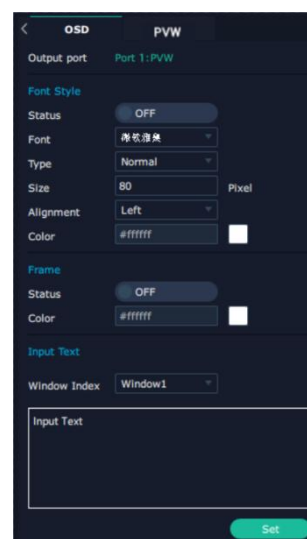 < OSD PVW
Output port Port 1:PVW
Font Style
Status OFF
Font 微软雅黑
Type Normal
Size 80 Pixel
Alignment Left
Color #ffffff
Frame
Status OFF
Color #ffffff
Input Text
Window Index Window1
Input Text
Set